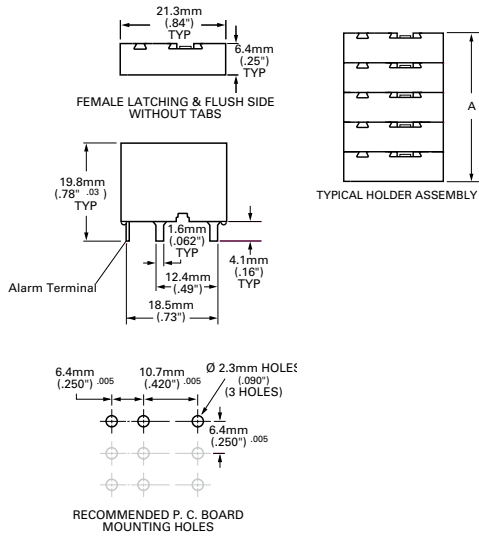 21.3mm
(.84")
TYP
6.4mm
(.25")
TYP
FEMALE LATCHING & FLUSH SIDE
WITHOUT TABS
A
TYPICAL HOLDER ASSEMBLY
19.8mm
(.78" .03 )
TYP
1.6mm
(.062")
TYP
4.1mm
(.16")
TYP
12.4mm
(.49")
Alarm Terminal
18.5mm
(.73")
6.4mm
(.250") .005
10.7mm
(.420") .005
Ø 2.3mm HOLES
(.090")
(3 HOLES)
6.4mm
(.250") .005
RECOMMENDED P. C. BOARD
MOUNTING HOLES